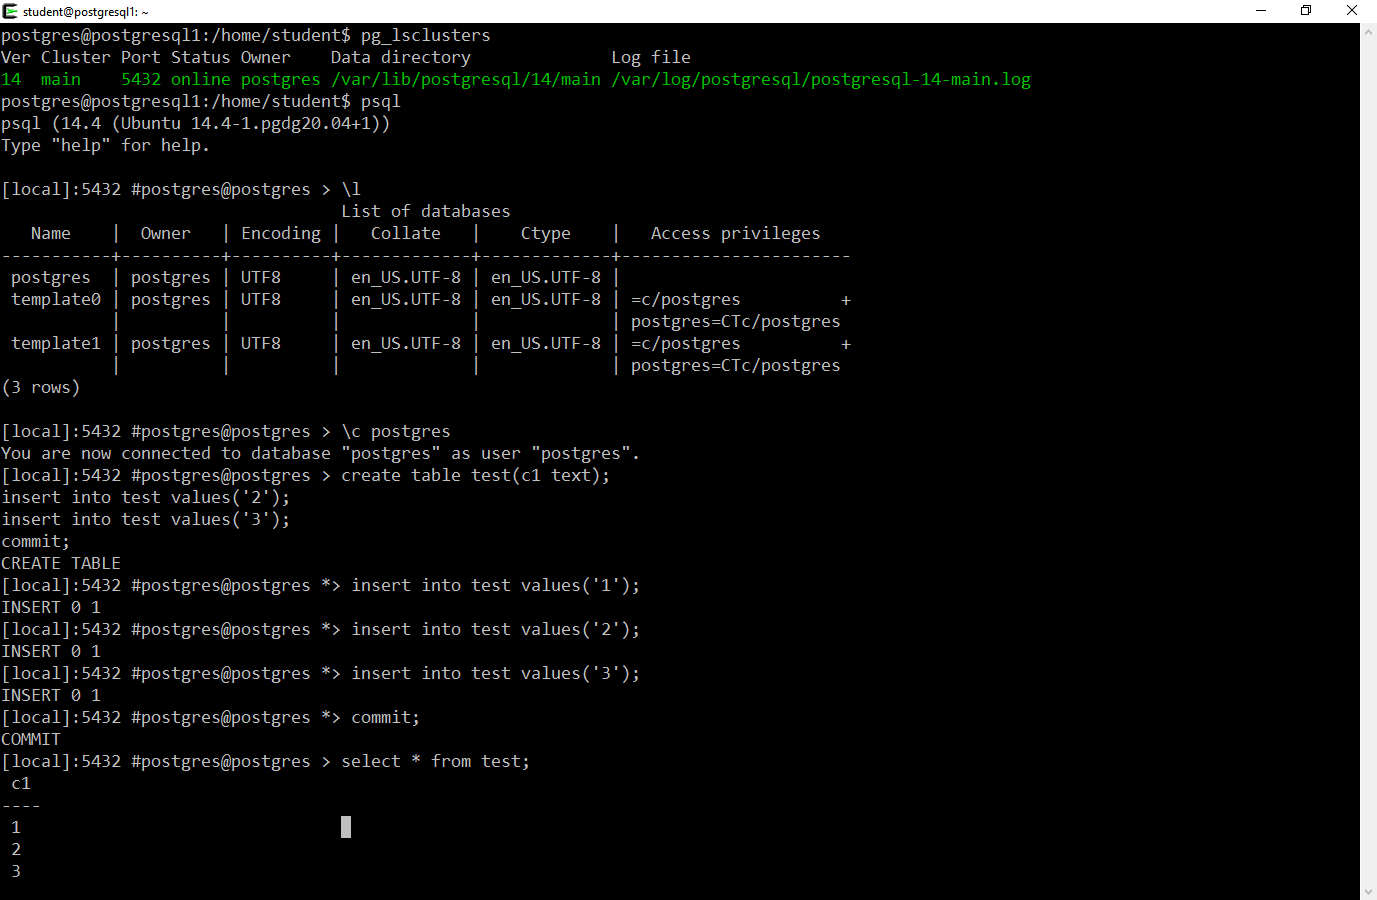 student@postgresql1: ~
postgres@postgresql1:/home/student$ pg_lsclusters
Ver Cluster Port Status Owner    Data directory              Log file
14  main    5432 online postgres /var/lib/postgresql/14/main /var/log/postgresql/postgresql-14-main.log
postgres@postgresql1:/home/student$ psql
psql (14.4 (Ubuntu 14.4-1.pgdg20.04+1))
Type "help" for help.
[local]:5432 #postgres@postgres > \l
                                  List of databases
   Name    |  Owner   | Encoding |   Collate   |    Ctype    |   Access privileges
-----------+----------+----------+-------------+-------------+-----------------------
 postgres  | postgres | UTF8     | en_US.UTF-8 | en_US.UTF-8 |
 template0 | postgres | UTF8     | en_US.UTF-8 | en_US.UTF-8 | =c/postgres          +
           |          |          |             |             | postgres=CTc/postgres
 template1 | postgres | UTF8     | en_US.UTF-8 | en_US.UTF-8 | =c/postgres          +
           |          |          |             |             | postgres=CTc/postgres
(3 rows)
[local]:5432 #postgres@postgres > \c postgres
You are now connected to database "postgres" as user "postgres".
[local]:5432 #postgres@postgres > create table test(c1 text);
insert into test values('2');
insert into test values('3');
commit;
CREATE TABLE
[local]:5432 #postgres@postgres *> insert into test values('1');
INSERT 0 1
[local]:5432 #postgres@postgres *> insert into test values('2');
INSERT 0 1
[local]:5432 #postgres@postgres *> insert into test values('3');
INSERT 0 1
[local]:5432 #postgres@postgres *> commit;
COMMIT
[local]:5432 #postgres@postgres > select * from test;
 c1
----
 1
 2
 3